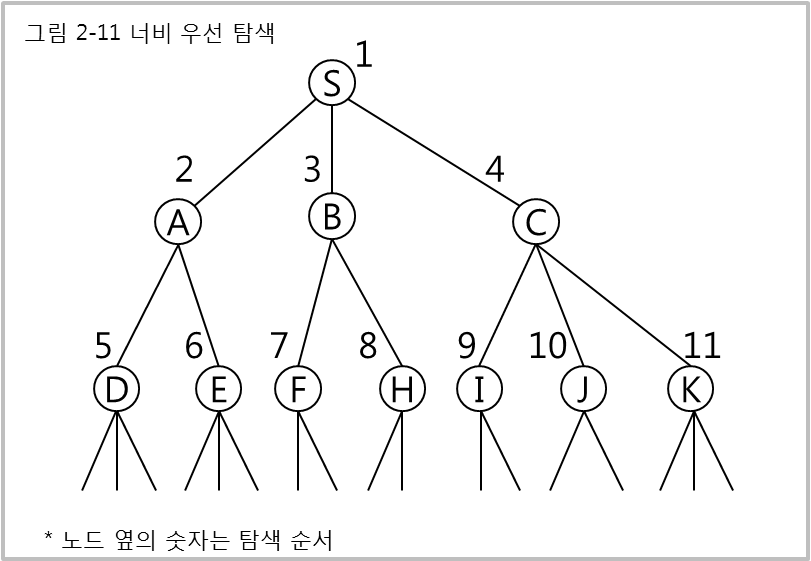 그림 2-11 너비 우선 탐색
1
S
2 3 4
A B C
5 6 7 8 9 10 11
D E F H I J K
* 노드 옆의 숫자는 탐색 순서